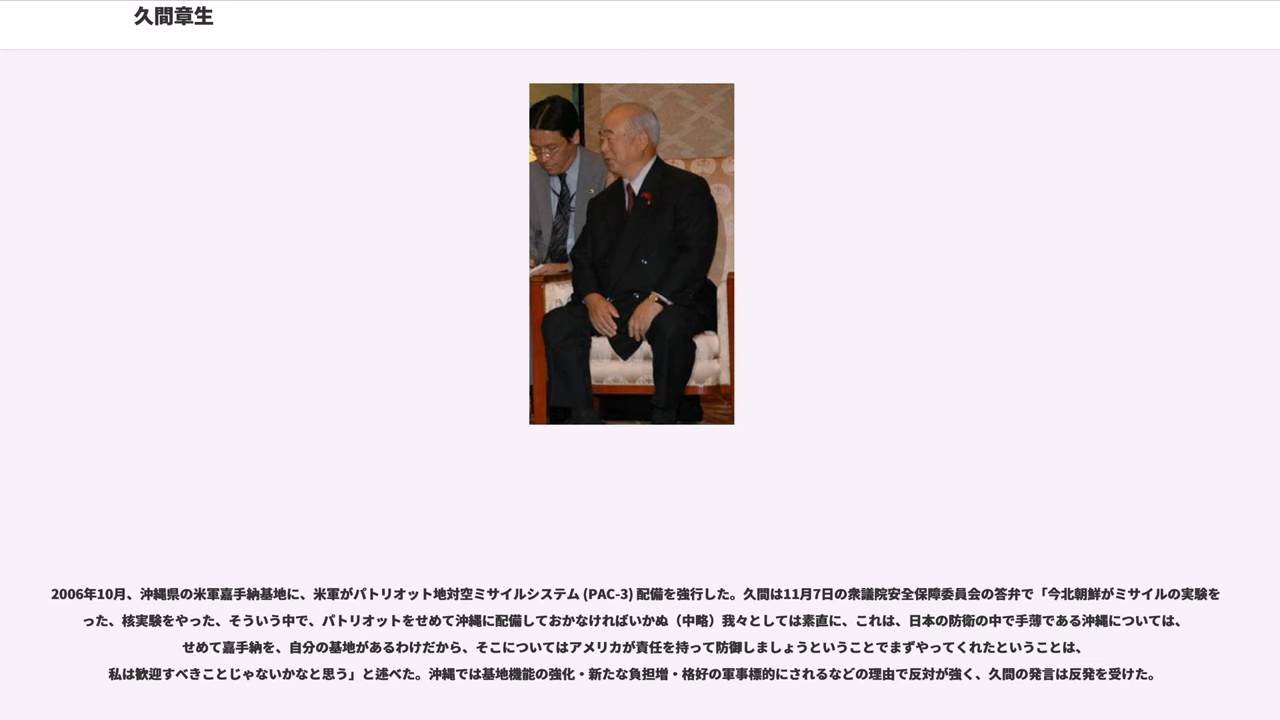 久間章生
2006年10月、沖縄県の米軍嘉手納基地に、米軍がパトリオット地対空ミサイルシステム (PAC-3) 配備を強行した。久間は11月7日の衆議院安全保障委員会の答弁で「今北朝鮮がミサイルの実験を
った、核実験をやった、そういう中で、パトリオットをせめて沖縄に配備しておかなければいかぬ（中略）我々としては素直に、これは、日本の防衛の中で手薄である沖縄については、
せめて嘉手納を、自分の基地があるわけだから、そこについてはアメリカが責任を持って防御しましょうということでまずやってくれたということは、
私は歓迎すべきことじゃないかなと思う」と述べた。沖縄では基地機能の強化・新たな負担増・格好の軍事標的にされるなどの理由で反対が強く、久間の発言は反発を受けた。